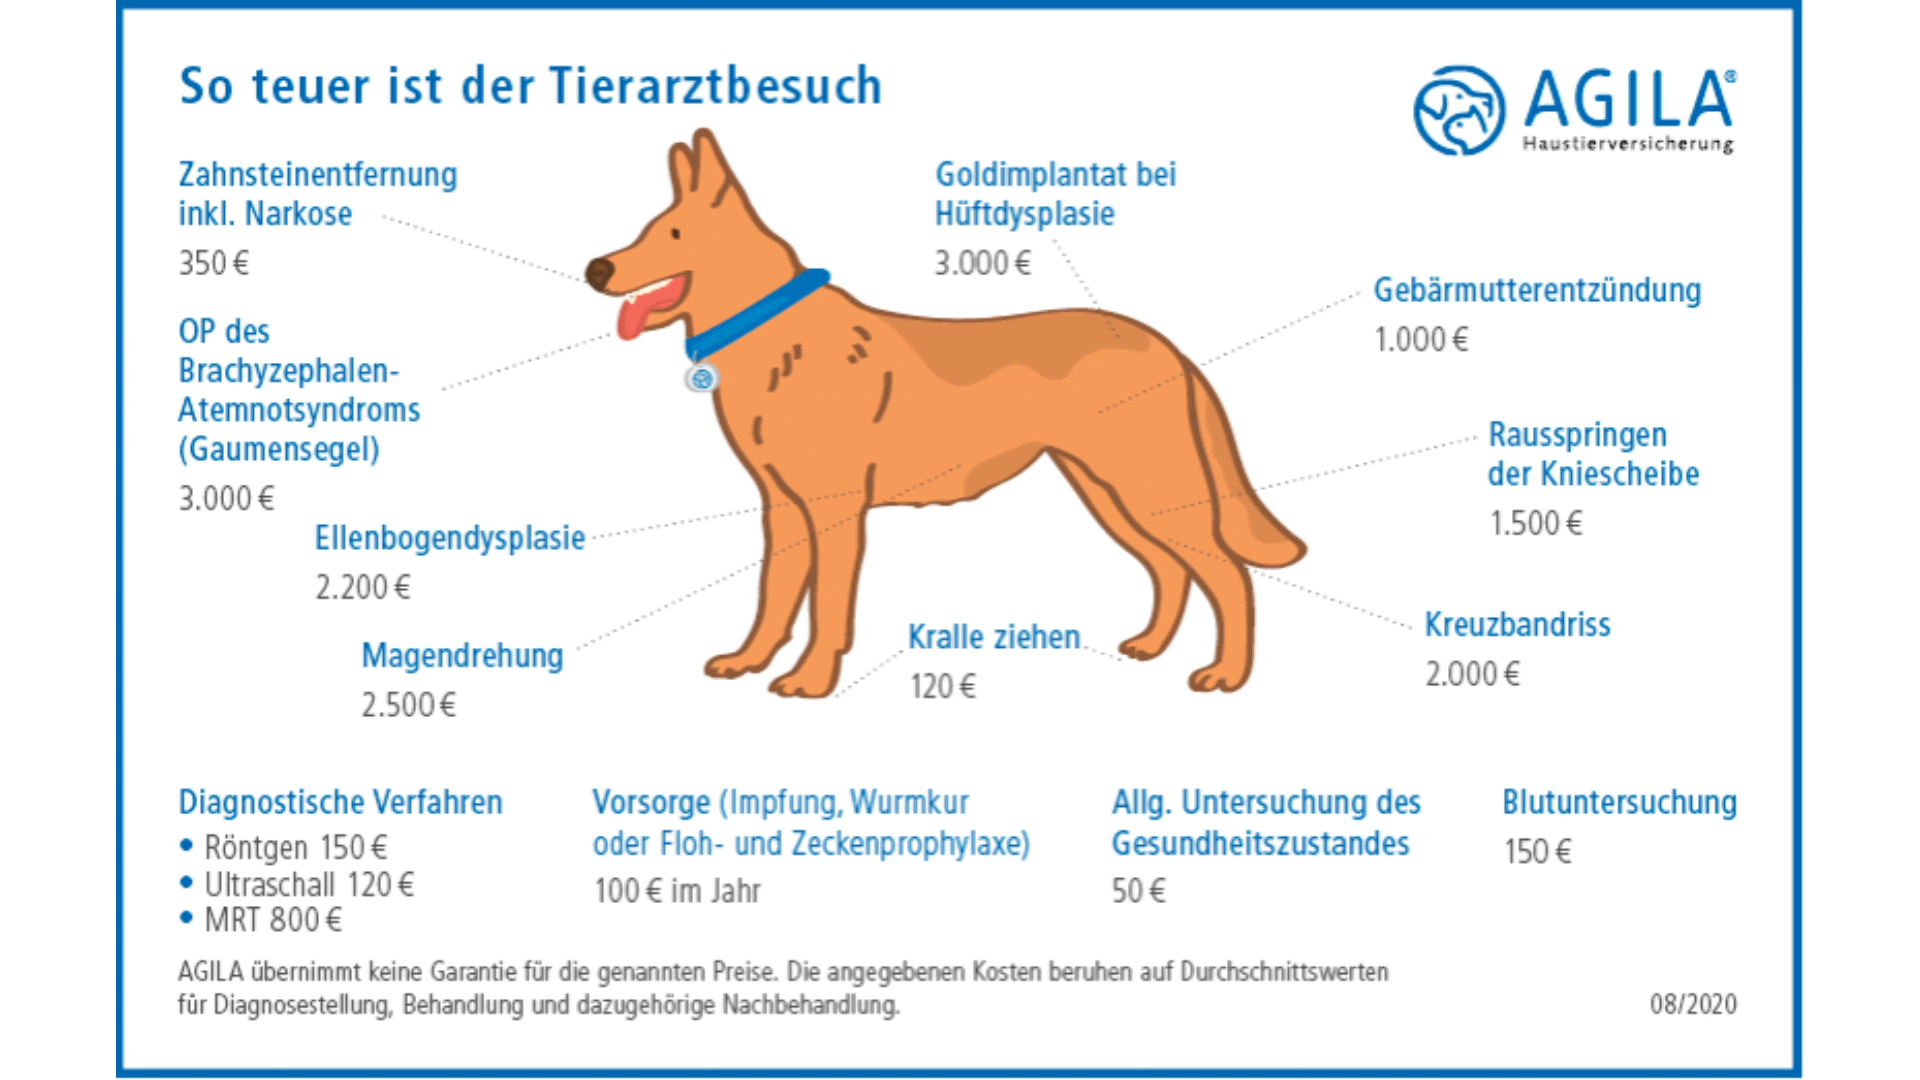 So teuer ist der Tierarztbesuch
AGILA®
Haustierversicherung
Zahnsteinentfernung
inkl. Narkose
350 €
Goldimplantat bei
Hüftdysplasie
3.000 €
Gebärmutterentzündung
1.000 €
OP des
Brachyzephalen-
Atemnotsyndroms
(Gaumensegel)
3.000 €
Rausspringen
der Kniescheibe
1.500 €
Ellenbogendysplasie
2.200 €
Magendrehung
2.500 €
Kralle ziehen
120 €
Kreuzbandriss
2.000 €
Diagnostische Verfahren
• Röntgen 150 €
• Ultraschall 120 €
• MRT 800 €
Vorsorge (Impfung, Wurmkur
oder Floh- und Zeckenprophylaxe)
100 € im Jahr
Allg. Untersuchung des
Gesundheitszustandes
50 €
Blutuntersuchung
150 €
AGILA übernimmt keine Garantie für die genannten Preise. Die angegebenen Kosten beruhen auf Durchschnittswerten
für Diagnosestellung, Behandlung und dazugehörige Nachbehandlung.
08/2020